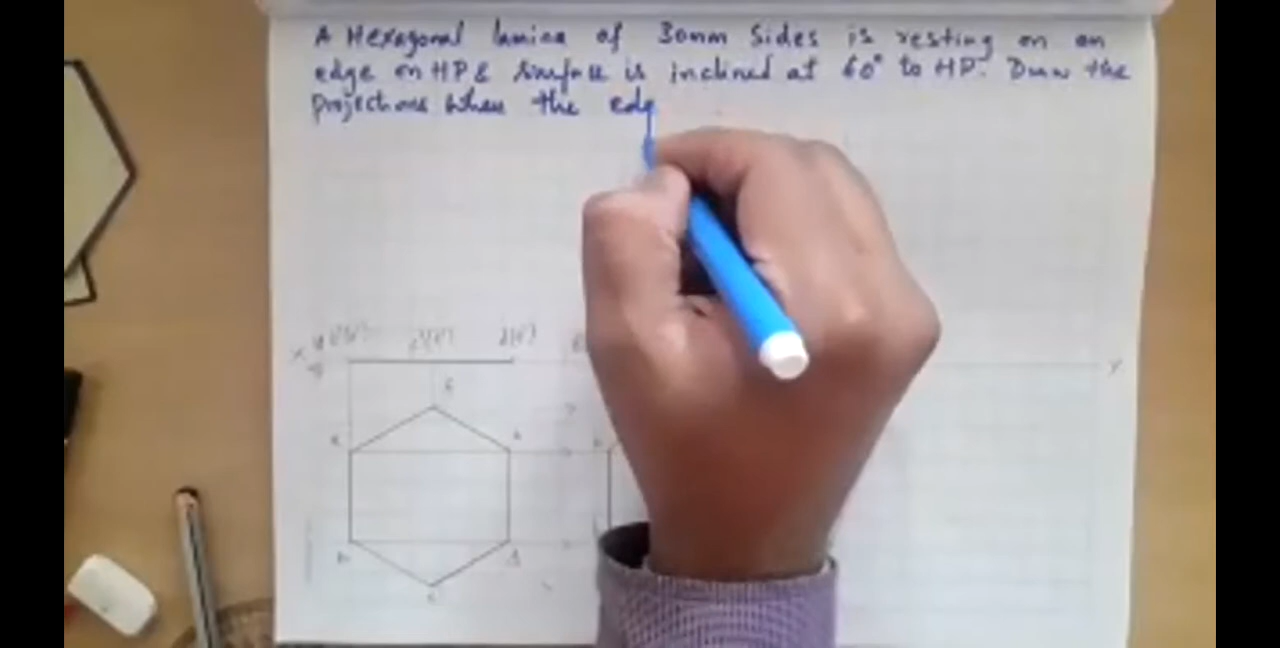 A Hexagonal lamina of 30mm Sides is resting on an
edge on HP & Surface is inclined at 60° to HP. Draw the
projections when the edg
X
Y